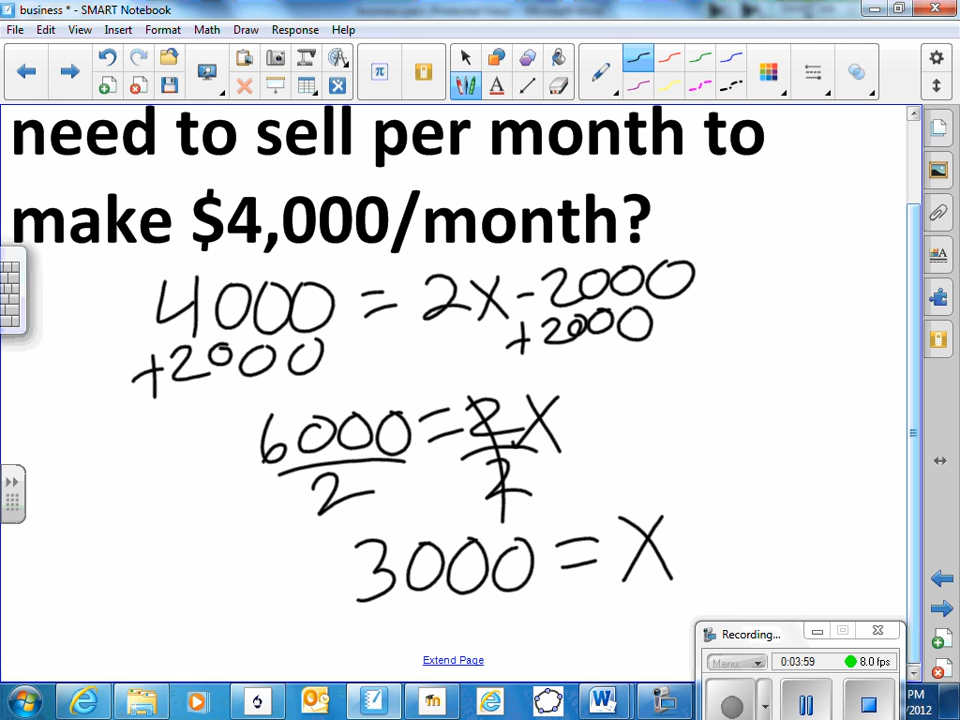 business * - SMART Notebook
File Edit View Insert Format Math Draw Response Help
need to sell per month to
make $4,000/month?
4000 = 2x - 2000
+2000 +2000
6000 = 2x
2 2
3000 = x
Extend Page
Recording...
Menu 0:03:59 8.0 fps
PM
/2012